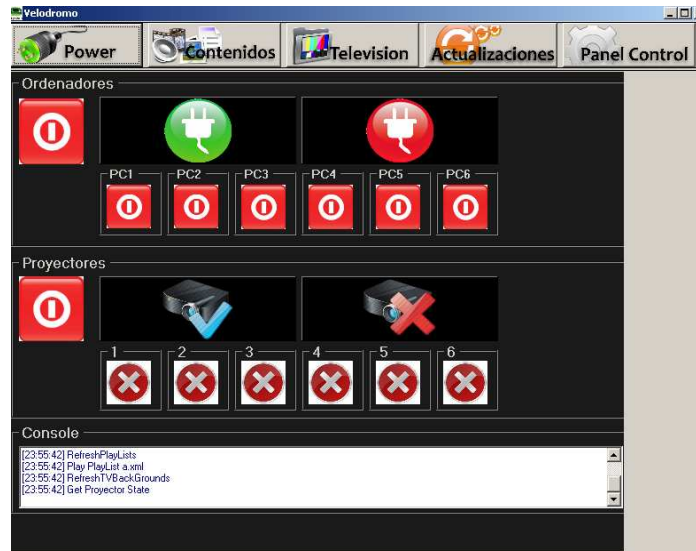 Velodromo
Power Contenidos Television Actualizaciones Panel Control
Ordenadores
PC1 PC2 PC3 PC4 PC5 PC6
Proyectores
1 2 3 4 5 6
Console
[23:55:42] RefreshPlayLists
[23:55:42] Play PlayList a.xml
[23:55:42] RefreshTVBackGrounds
[23:55:42] Get Proyector State